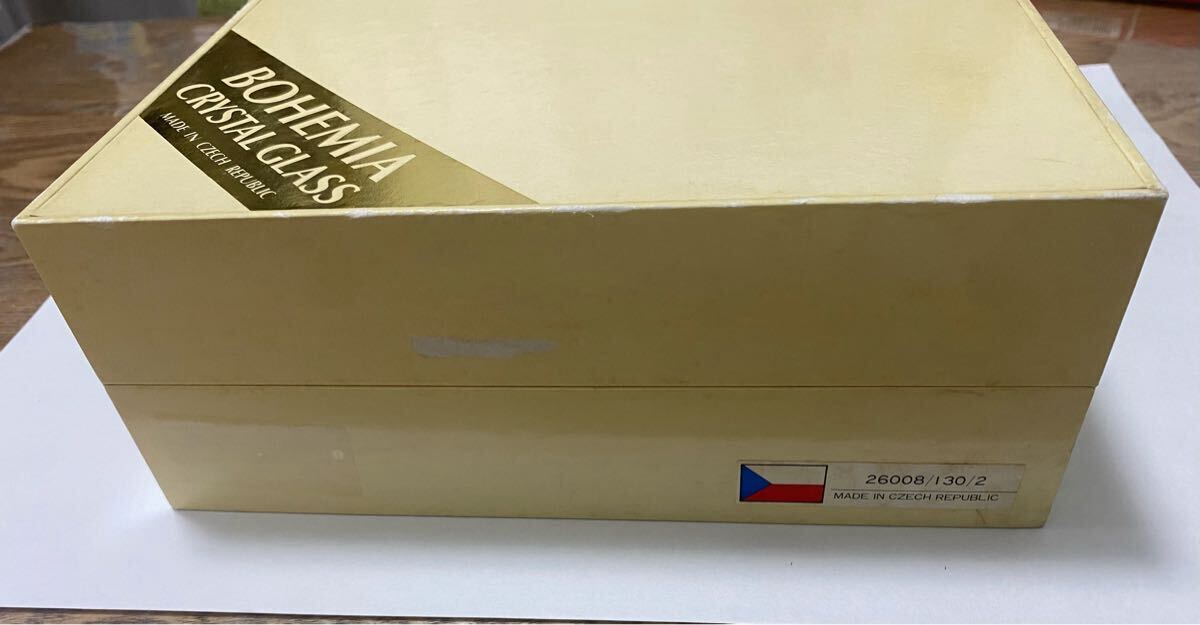 BOHEMIA
CRYSTAL GLASS
MADE IN CZECH REPUBLIC
26008/130/2
MADE IN CZECH REPUBLIC